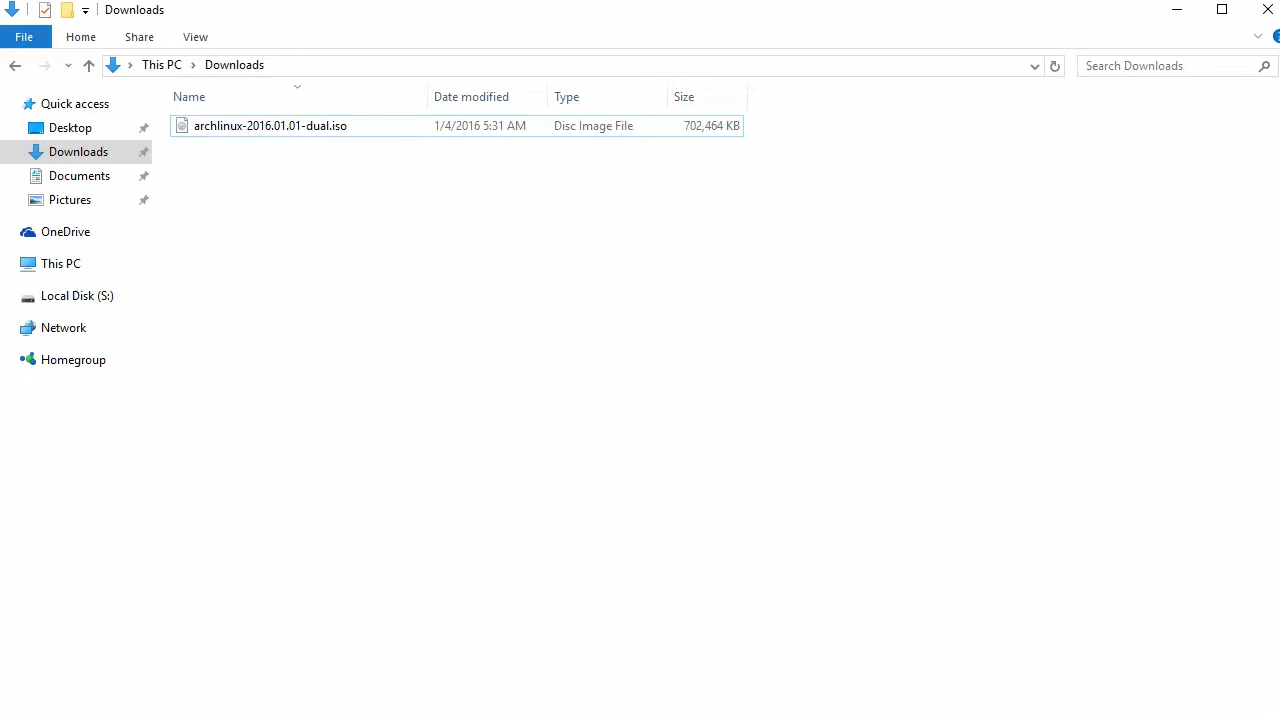 Downloads
File Home Share View
This PC Downloads
Search Downloads
Name Date modified Type Size
archlinux-2016.01.01-dual.iso 1/4/2016 5:31 AM Disc Image File 702,464 KB
Quick access
Desktop
Downloads
Documents
Pictures
OneDrive
This PC
Local Disk (S:)
Network
Homegroup